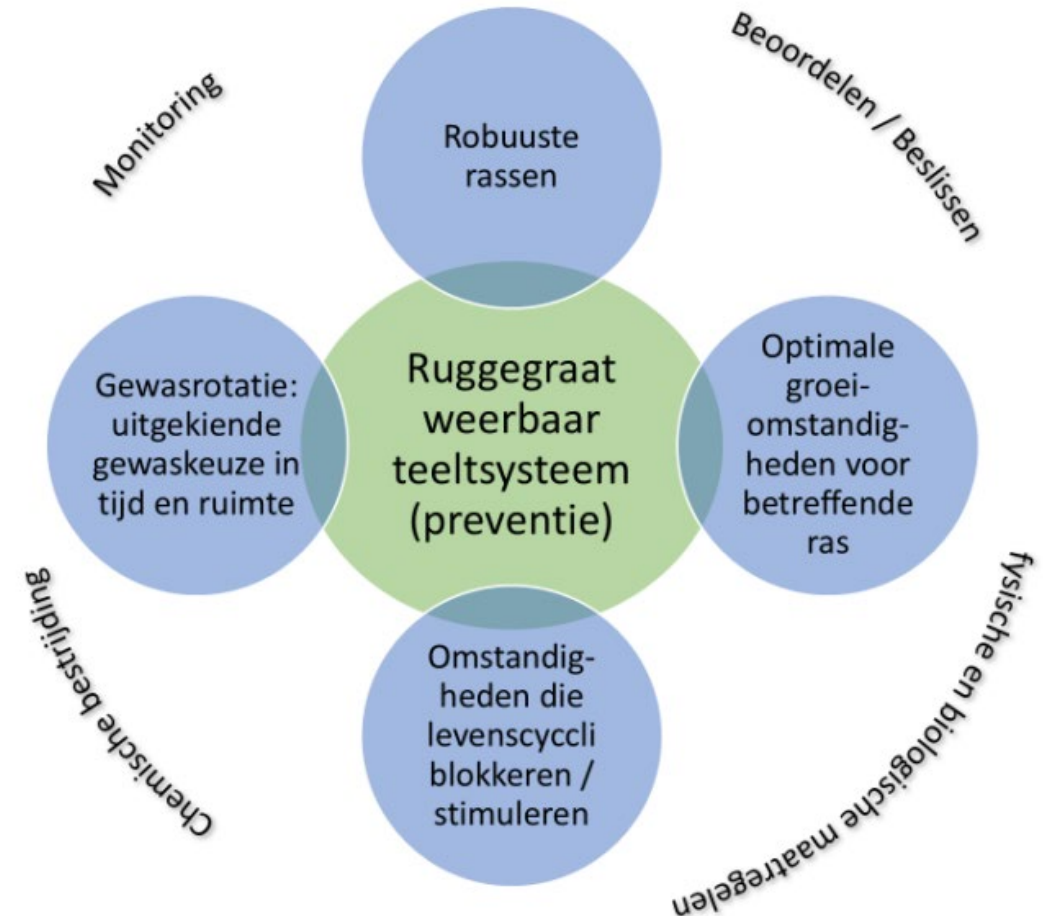 Monitoring
Beoordelen / Beslissen
Robuuste
rassen
Gewasrotatie:
uitgekiende
gewaskeuze in
tijd en ruimte
Ruggegraat
weerbaar
teeltsysteem
(preventie)
Optimale
groei-
omstandig-
heden voor
betreffende
ras
Omstandig-
heden die
levenscyccli
blokkeren /
stimuleren
Chemische bestrijding
fysische en biologische maatregelen